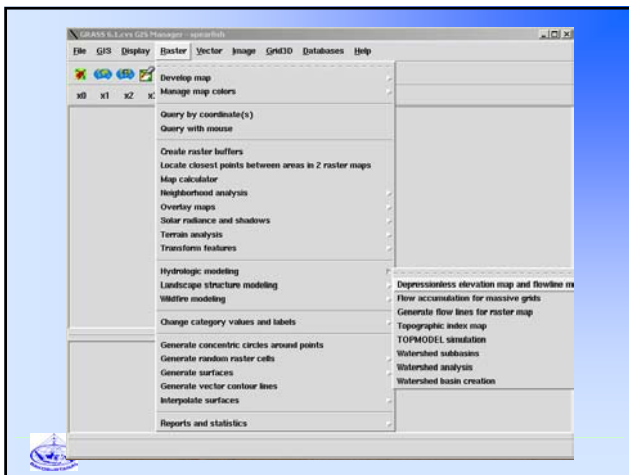 GRASS 6.1.cvs GIS Manager - spearfish
File GIS Display Raster Vector Image Grid3D Databases Help
x0 x1 x2
Develop map
Manage map colors
Query by coordinate(s)
Query with mouse
Create raster buffers
Locate closest points between areas in 2 raster maps
Map calculator
Neighborhood analysis
Overlay maps
Solar radiance and shadows
Terrain analysis
Transform features
Hydrologic modeling
Landscape structure modeling
Wildfire modeling
Change category values and labels
Generate concentric circles around points
Generate random raster cells
Generate surfaces
Generate vector contour lines
Interpolate surfaces
Reports and statistics
Depressionless elevation map and flowline
Flow accumulation for massive grids
Generate flow lines for raster map
Topographic index map
TOPMODEL simulation
Watershed subbasins
Watershed analysis
Watershed basin creation